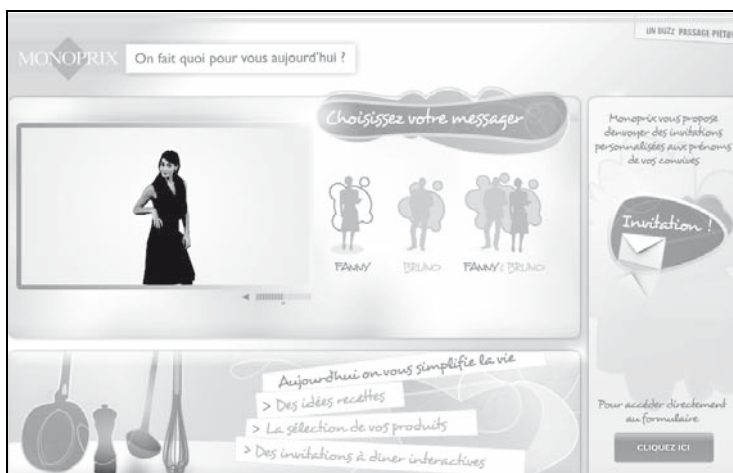 UN BUZZ PASSAGE PIÉTON
MONOPRIX
On fait quoi pour vous aujourd'hui ?
Choisissez votre messager
FANNY
BRUNO
FANNY & BRUNO
Monoprix vous propose
d'envoyer des invitations
personnalisées aux prénoms
de vos convives
Invitation !
Aujourd'hui on vous simplifie la vie
> Des idées recettes
> La sélection de vos produits
> Des invitations à dîner interactives
Pour accéder directement
au formulaire
CLIQUEZ ICI